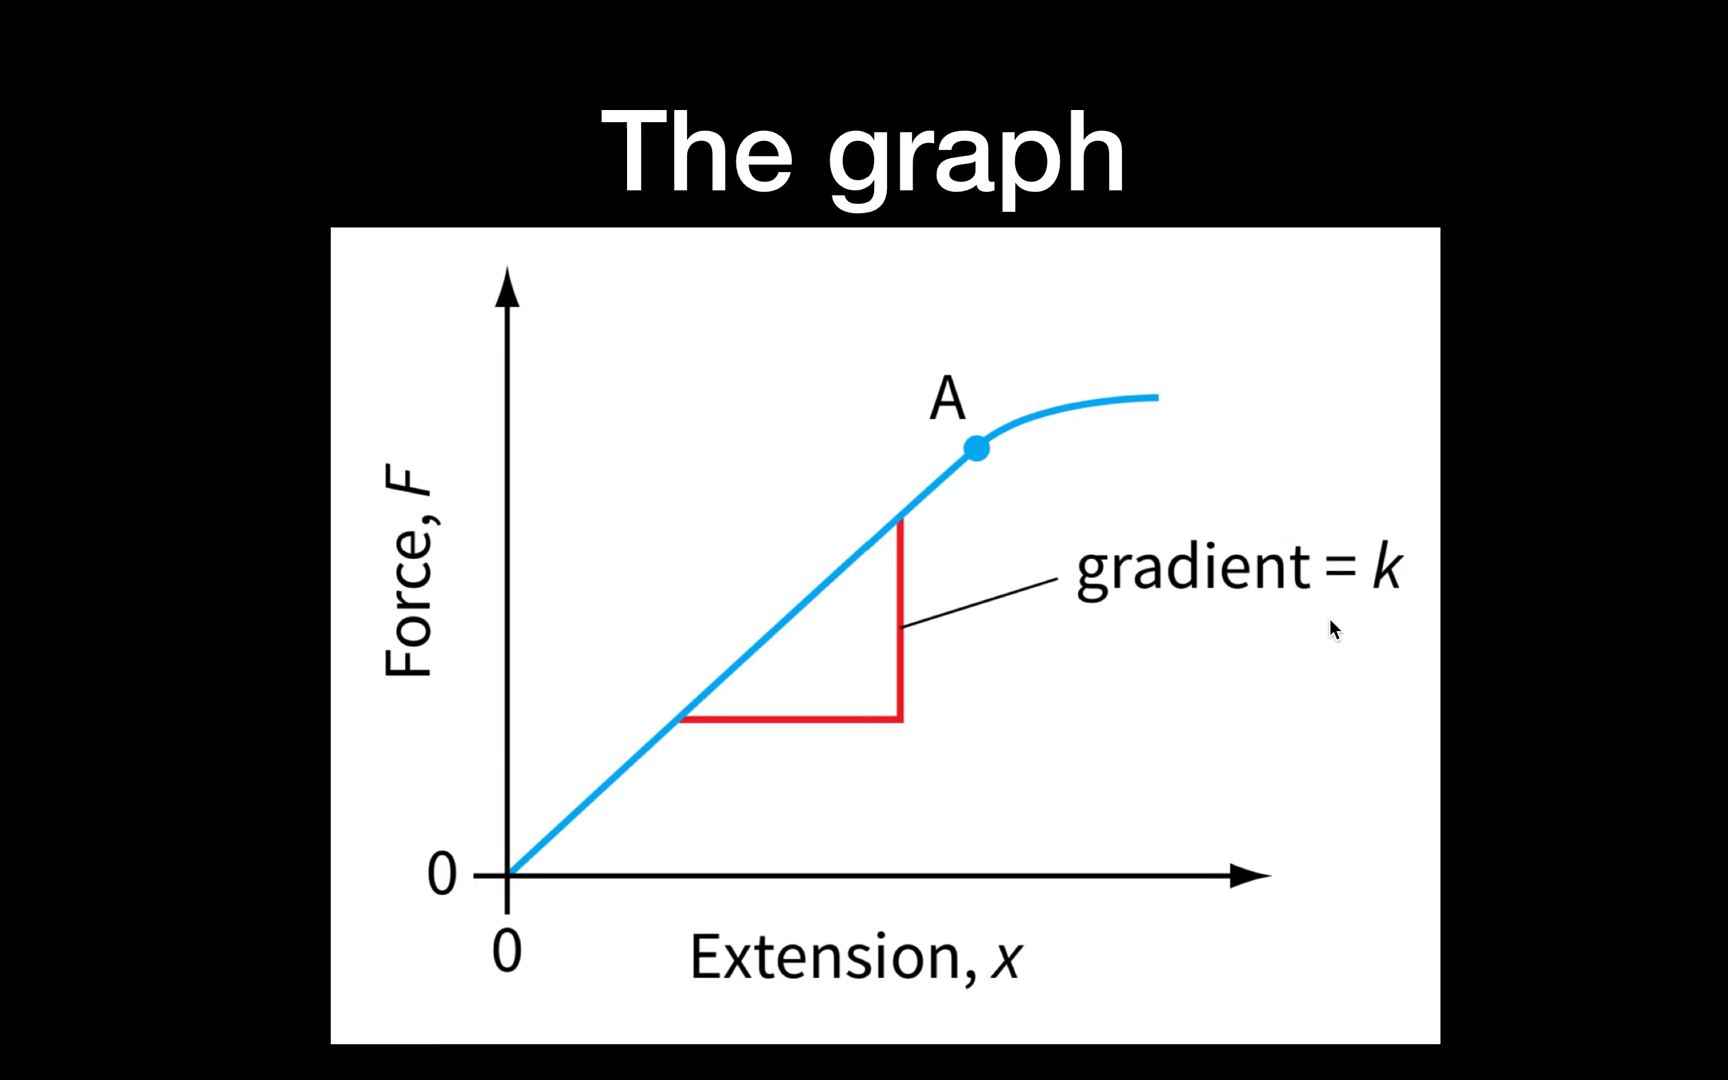 The graph
A
Force, F
gradient = k
0
0
Extension, x